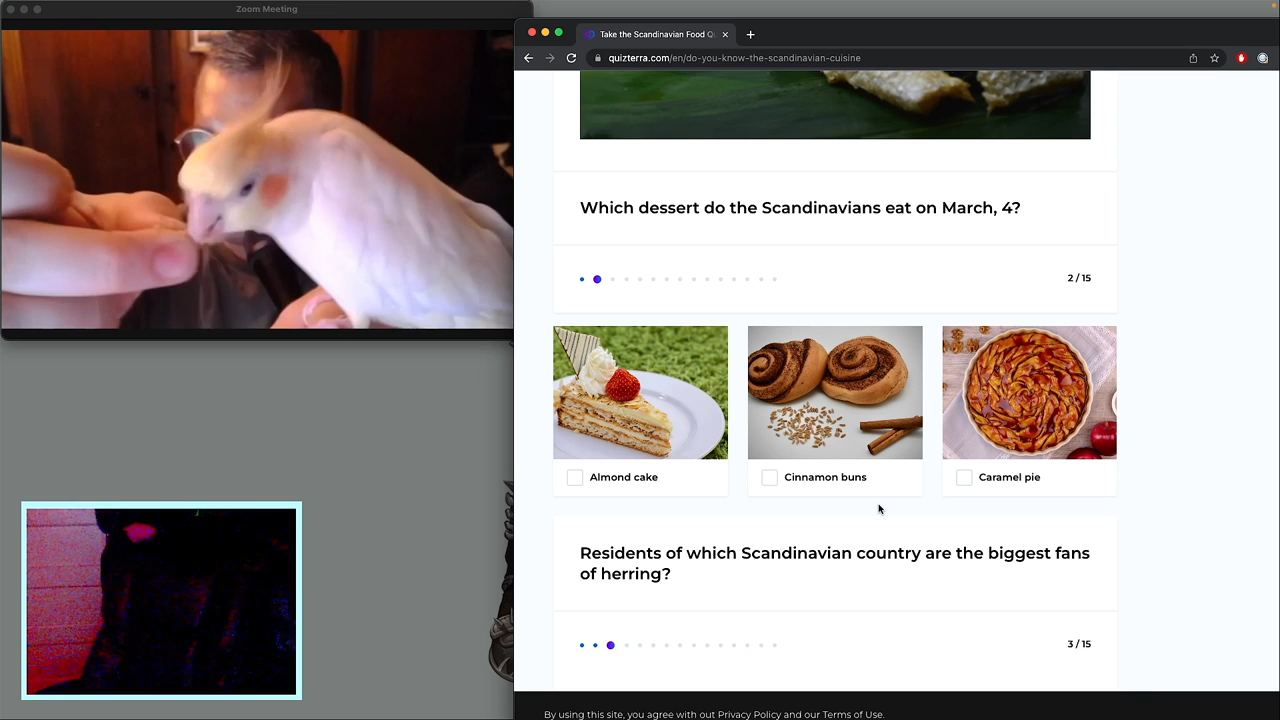 Zoom Meeting
Take the Scandinavian Food Q
quizterra.com/en/do-you-know-the-scandinavian-cuisine
Which dessert do the Scandinavians eat on March, 4?
2 / 15
Almond cake
Cinnamon buns
Caramel pie
Residents of which Scandinavian country are the biggest fans
of herring?
3 / 15
By using this site, you agree with out Privacy Policy and our Terms of Use.